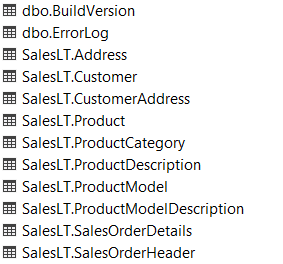 dbo.BuildVersion
dbo.ErrorLog
SalesLT.Address
SalesLT.Customer
SalesLT.CustomerAddress
SalesLT.Product
SalesLT.ProductCategory
SalesLT.ProductDescription
SalesLT.ProductModel
SalesLT.ProductModelDescription
SalesLT.SalesOrderDetails
SalesLT.SalesOrderHeader